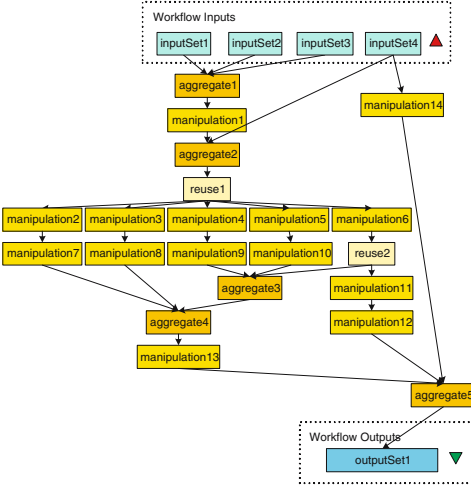 Workflow Inputs
inputSet1 inputSet2 inputSet3 inputSet4
aggregate1
manipulation14
manipulation1
aggregate2
reuse1
manipulation2 manipulation3 manipulation4 manipulation5 manipulation6
manipulation7 manipulation8 manipulation9 manipulation10 reuse2
aggregate3 manipulation11
aggregate4 manipulation12
manipulation13
aggregate5
Workflow Outputs
outputSet1